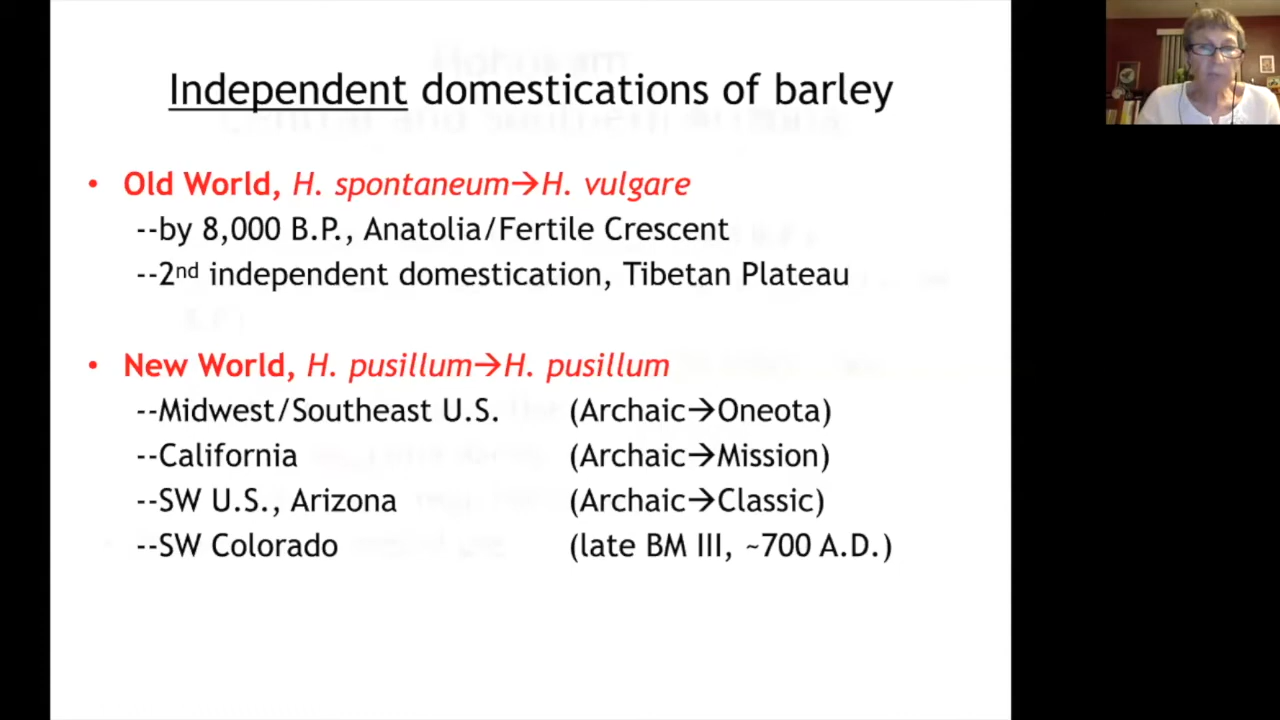 Independent domestications of barley
• Old World, H. spontaneum→H. vulgare
--by 8,000 B.P., Anatolia/Fertile Crescent
--2nd independent domestication, Tibetan Plateau
• New World, H. pusillum→H. pusillum
--Midwest/Southeast U.S. (Archaic→Oneota)
--California (Archaic→Mission)
--SW U.S., Arizona (Archaic→Classic)
--SW Colorado (late BM III, ~700 A.D.)